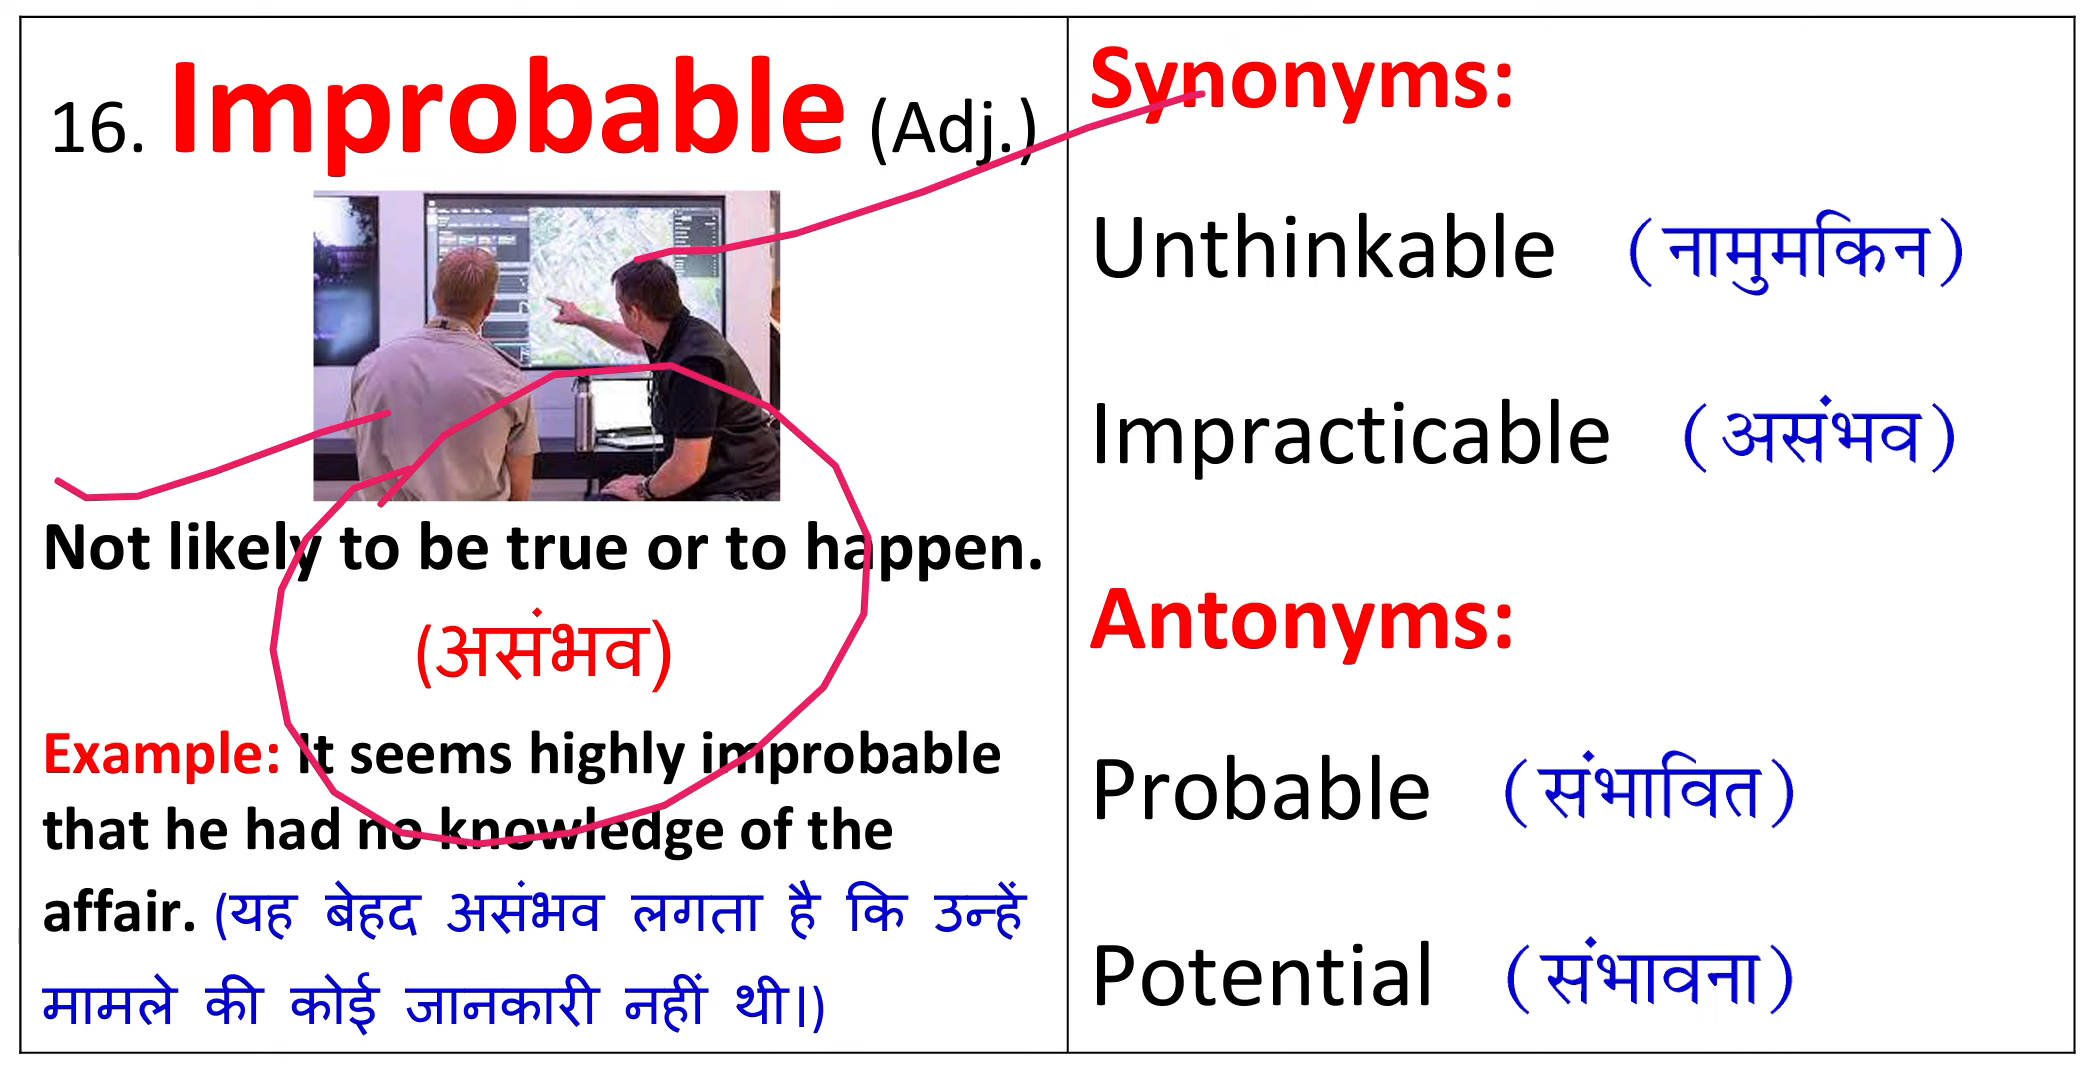 16. Improbable (Adj.)
Not likely to be true or to happen.
(असंभव)
Example: It seems highly improbable
that he had no knowledge of the
affair. (यह बेहद असंभव लगता है कि उन्हें
मामले की कोई जानकारी नहीं थी।)
Synonyms:
Unthinkable (नामुमकिन)
Impracticable (असंभव)
Antonyms:
Probable (संभावित)
Potential (संभावना)